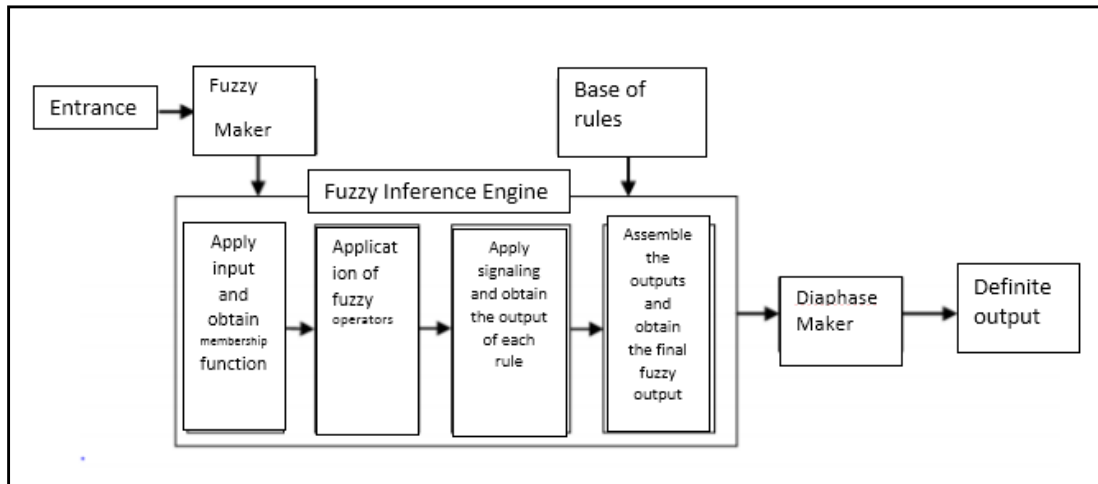 Entrance
Fuzzy
Maker
Base of
rules
Fuzzy Inference Engine
Apply
input
and
obtain
membership
function
Applicat
ion of
fuzzy
operators
Apply
signaling
and obtain
the output
of each
rule
Assemble
the
outputs
and
obtain
the final
fuzzy
output
Diaphase
Maker
Definite
output